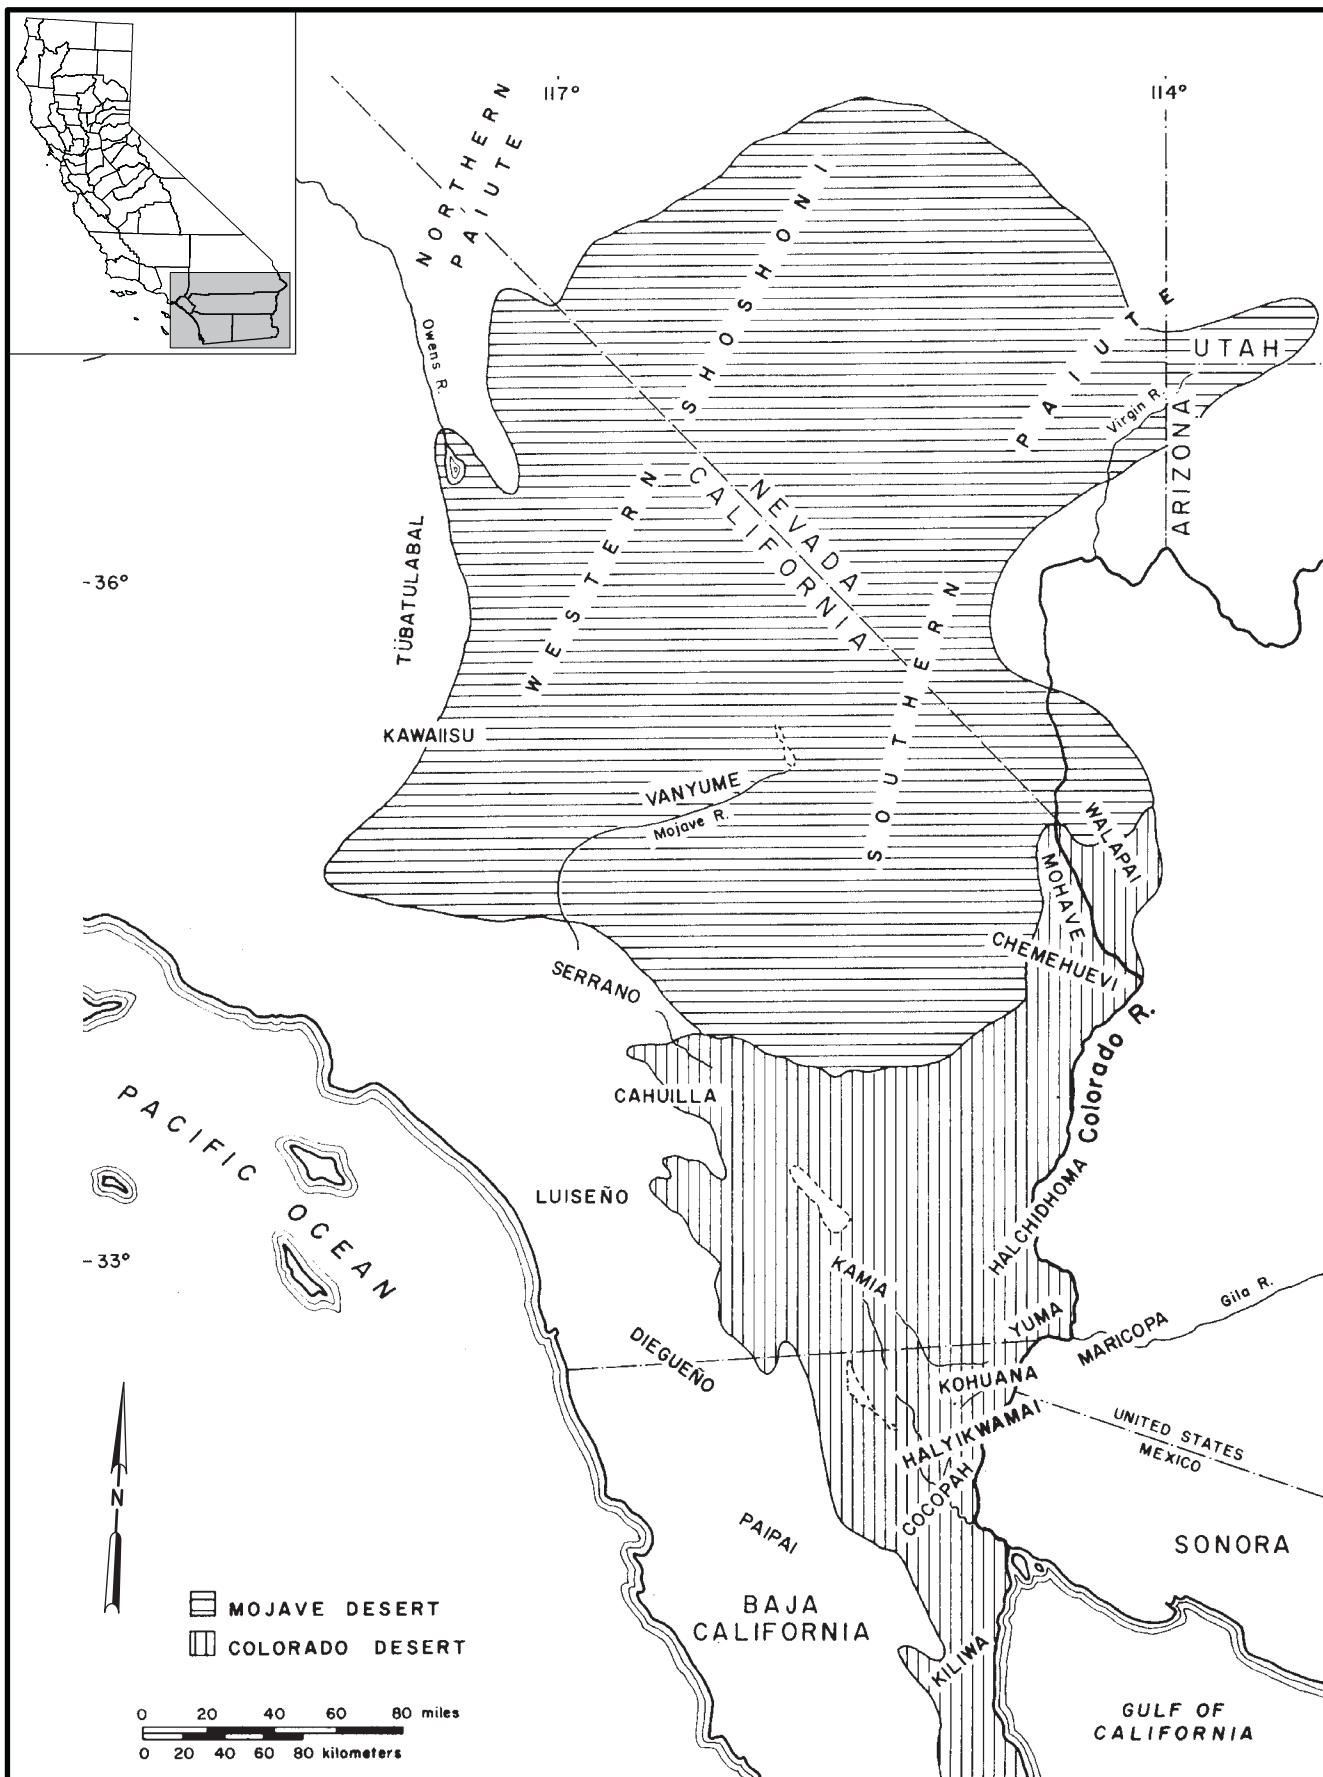 117°
114°
NORTHERN
PAIUTE
WESTERN SHOSHONI
SOUTHERN PAIUTE
UTAH
Owens R.
Virgin R.
ARIZONA
NEVADA
CALIFORNIA
-36°
TÜBATULABAL
KAWAIISU
VANYUME
Mojave R.
WALAPAI
MOHAVE
CHEMEHUEVI
SERRANO
Colorado R.
CAHUILLA
PACIFIC OCEAN
LUISEÑO
HALCHIDHOMA
-33°
KAMIA
Gila R.
YUMA
MARICOPA
DIEGUEÑO
KOHUANA
HALYIKWAMAI
UNITED STATES
MEXICO
COCOPAH
PAIPAI
SONORA
N
BAJA
CALIFORNIA
KILIWA
MOJAVE DESERT
COLORADO DESERT
GULF OF
CALIFORNIA
0 20 40 60 80 miles
0 20 40 60 80 kilometers